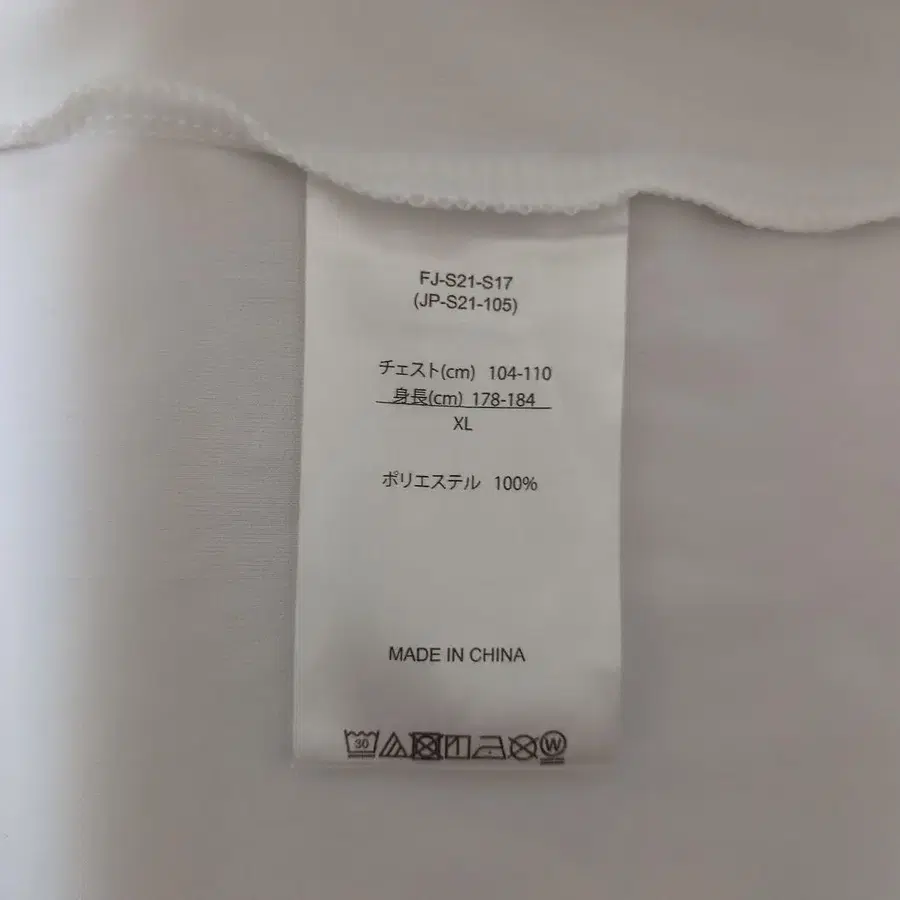 FJ-S21-S17
(JP-S21-105)
チェスト(cm) 104-110
身長(cm) 178-184
XL
ポリエステル 100%
MADE IN CHINA
30 W